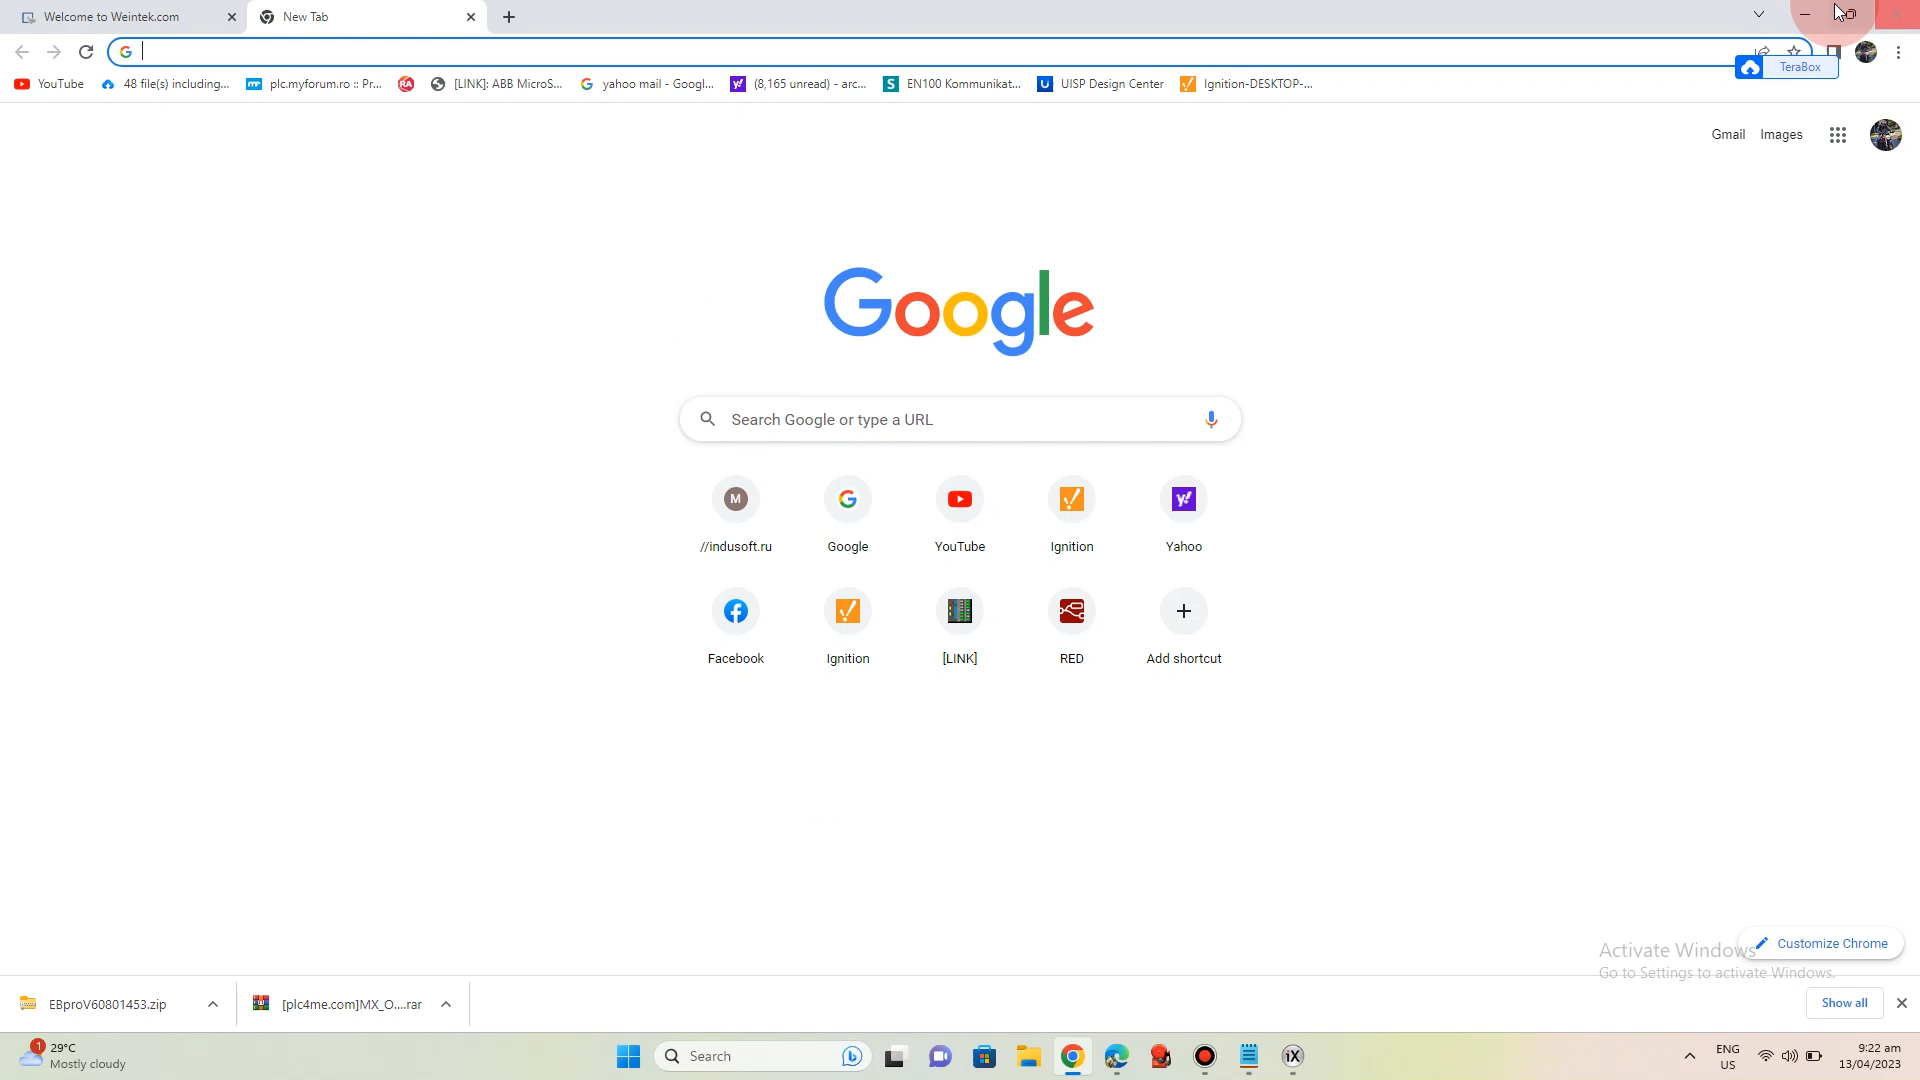 Welcome to Weintek.com
New Tab
YouTube
48 file(s) including...
plc.myforum.ro :: Pr...
[LINK]: ABB MicroS...
yahoo mail - Googl...
(8,165 unread) - arc...
EN100 Kommunikat...
UISP Design Center
Ignition-DESKTOP-...
TeraBox
Gmail
Images
Google
Search Google or type a URL
M
//indusoft.ru
Google
YouTube
Ignition
Yahoo
Facebook
Ignition
[LINK]
RED
Add shortcut
Activate Windows
Go to Settings to activate Windows.
Customize Chrome
EBproV60801453.zip
[plc4me.com]MX_O....rar
Show all
1
29°C
Mostly cloudy
Search
iX
ENG
US
9:22 am
13/04/2023